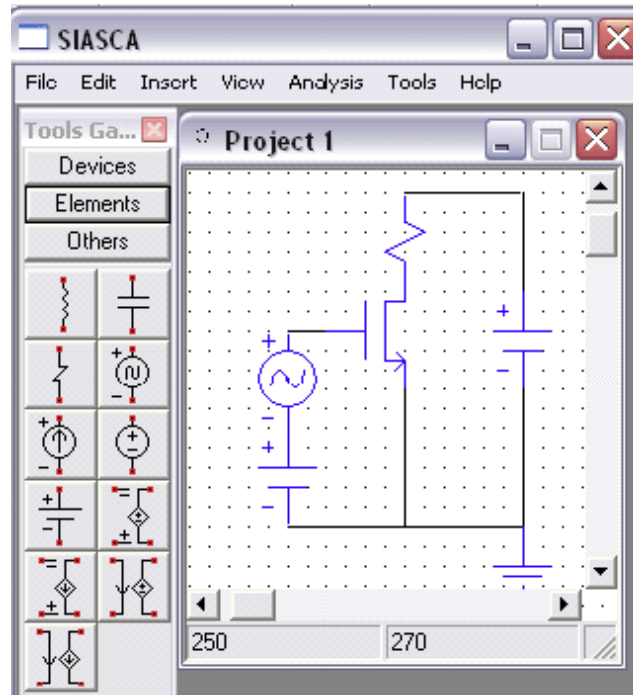 SIASCA
File Edit Insert View Analysis Tools Help
Tools Ga...
Devices
Elements
Others
Project 1
250 270